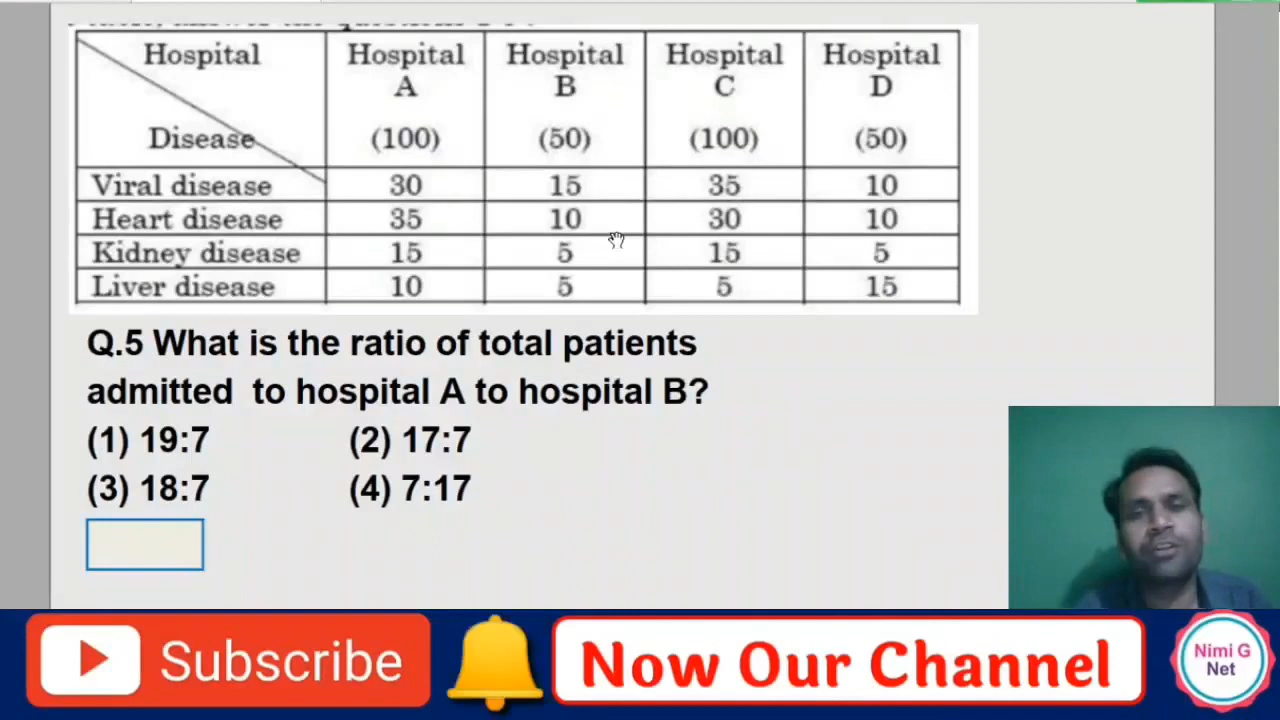 Hospital Hospital Hospital Hospital Hospital
A B C D
Disease (100) (50) (100) (50)
Viral disease 30 15 35 10
Heart disease 35 10 30 10
Kidney disease 15 5 15 5
Liver disease 10 5 5 15
Q.5 What is the ratio of total patients
admitted to hospital A to hospital B?
(1) 19:7 (2) 17:7
(3) 18:7 (4) 7:17
Subscribe Now Our Channel
Nimi G
Net